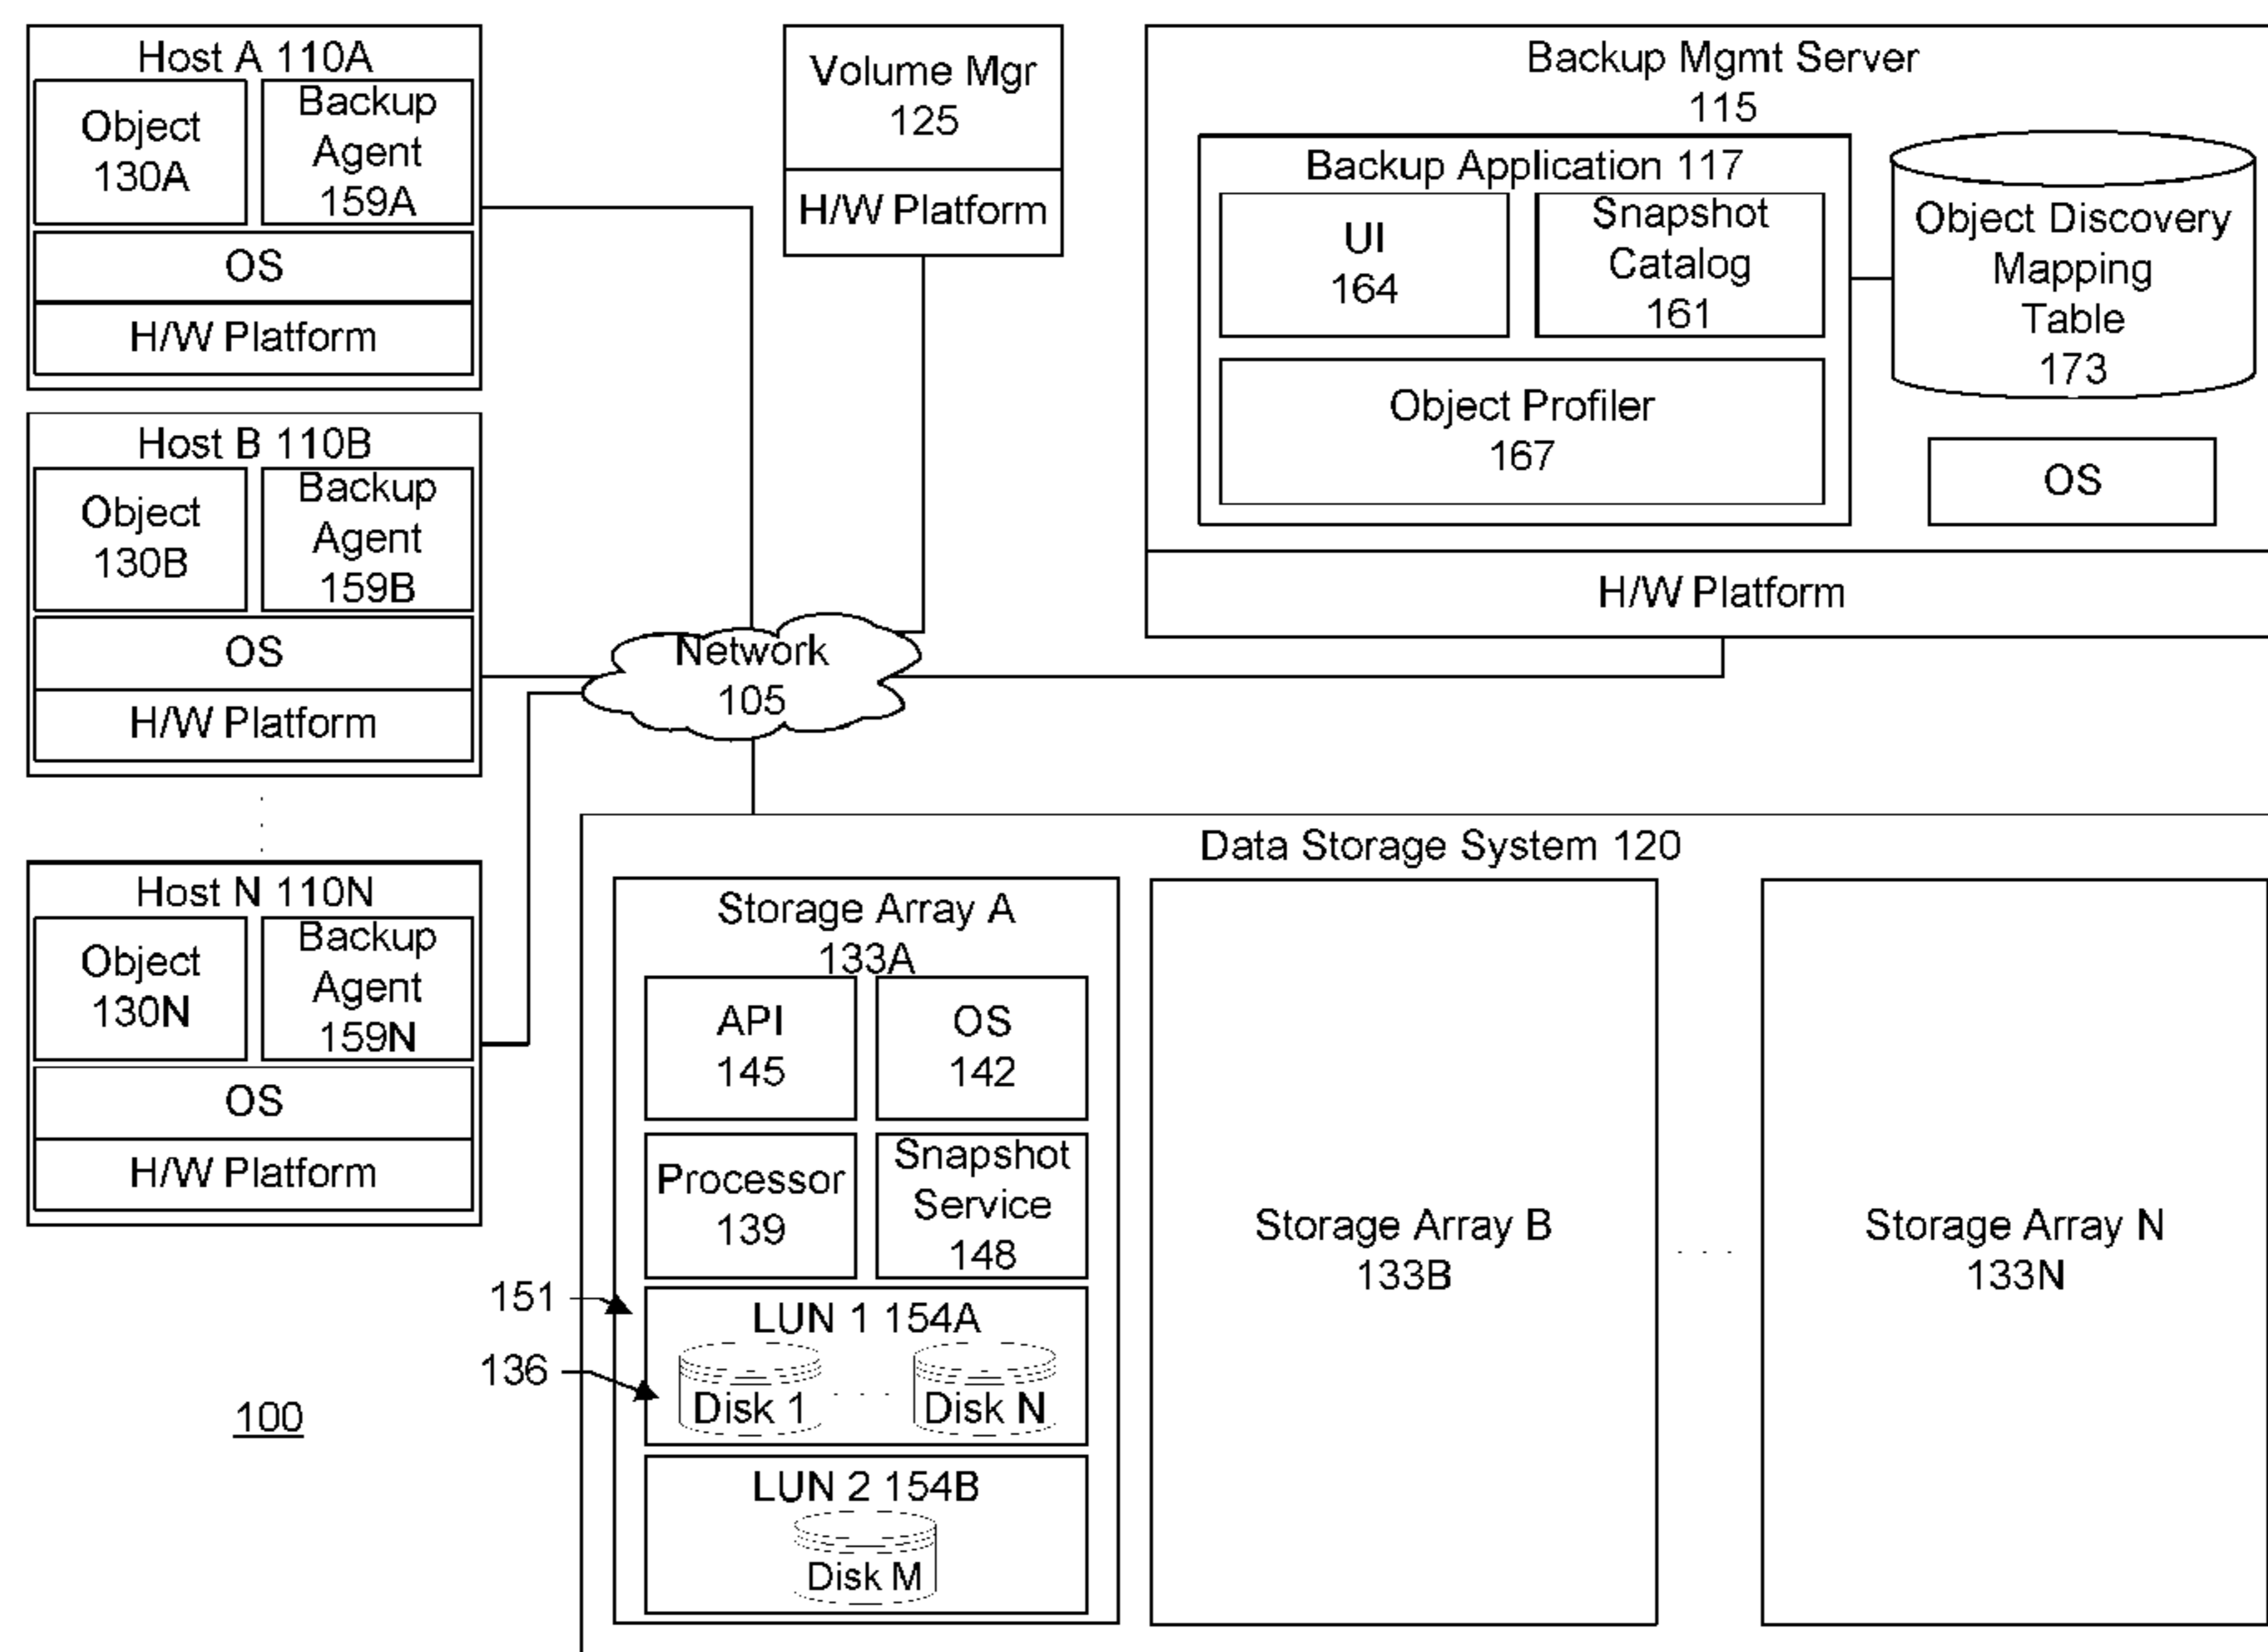 Host A 110A
Object
130A
Backup
Agent
159A
OS
H/W Platform
Host B 110B
Object
130B
Backup
Agent
159B
OS
H/W Platform
Host N 110N
Object
130N
Backup
Agent
159N
OS
H/W Platform
100
Volume Mgr
125
H/W Platform
Network
105
Backup Mgmt Server
115
Backup Application 117
UI
164
Snapshot
Catalog
161
Object Profiler
167
Object Discovery
Mapping
Table
173
OS
H/W Platform
Data Storage System 120
Storage Array A
133A
API
145
OS
142
Processor
139
Snapshot
Service
148
151
LUN 1 154A
136
Disk 1
Disk N
LUN 2 154B
Disk M
Storage Array B
133B
Storage Array N
133N